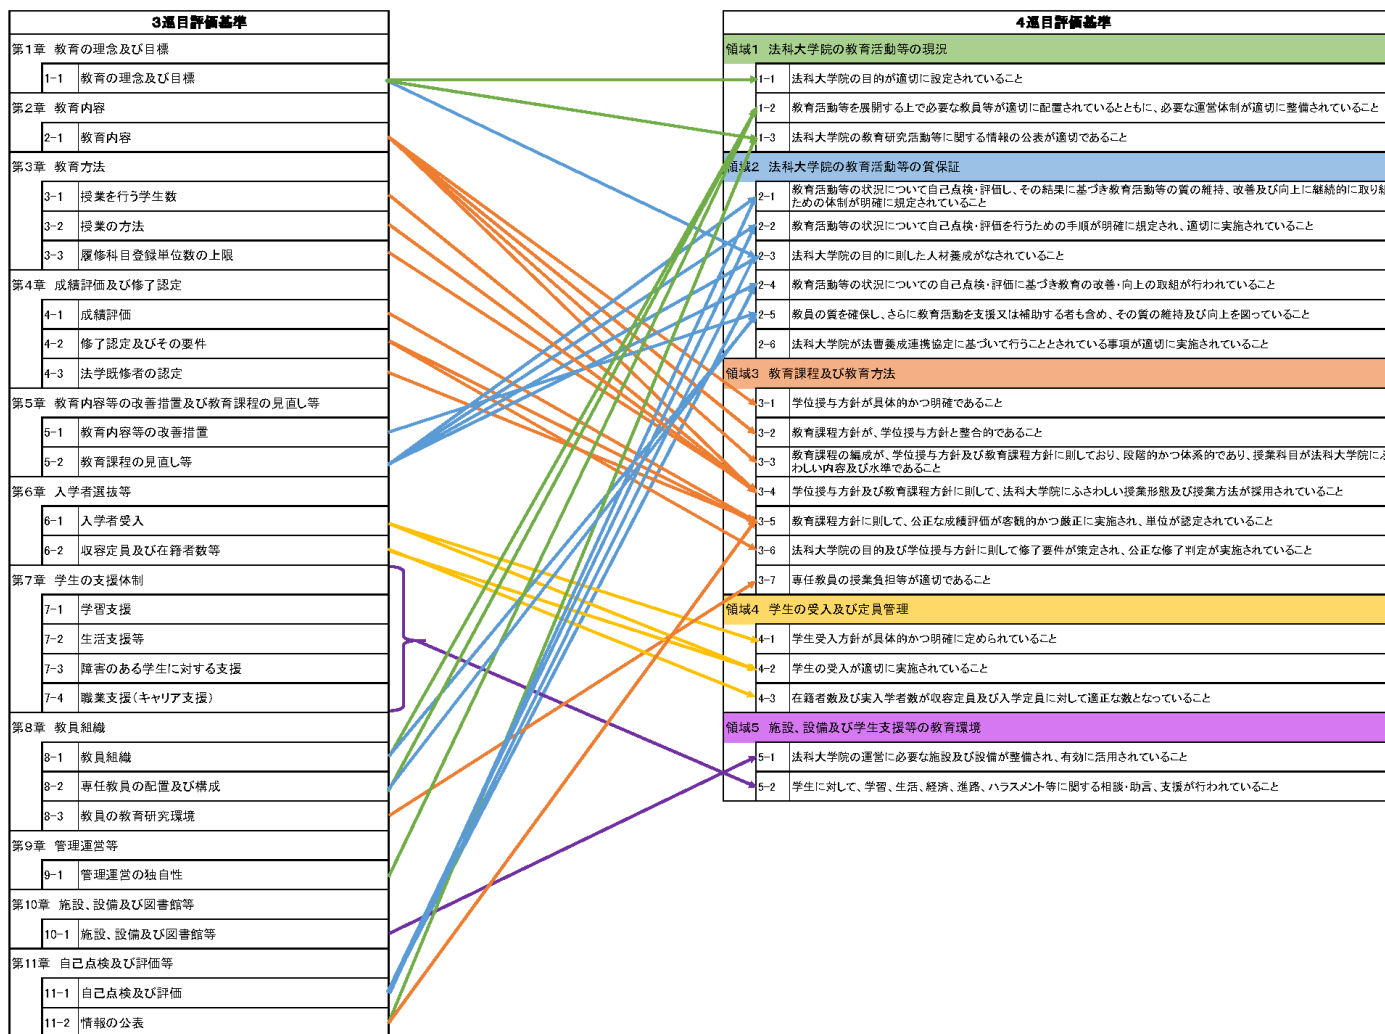 3巡目評価基準
第1章 教育の理念及び目標
1-1 教育の理念及び目標
第2章 教育内容
2-1 教育内容
第3章 教育方法
3-1 授業を行う学生数
3-2 授業の方法
3-3 履修科目登録単位数の上限
第4章 成績評価及び修了認定
4-1 成績評価
4-2 修了認定及びその要件
4-3 法学既修者の認定
第5章 教育内容等の改善措置及び教育課程の見直し等
5-1 教育内容等の改善措置
5-2 教育課程の見直し等
第6章 入学者選抜等
6-1 入学者受入
6-2 収容定員及び在籍者数等
第7章 学生の支援体制
7-1 学習支援
7-2 生活支援等
7-3 障害のある学生に対する支援
7-4 職業支援(キャリア支援)
第8章 教員組織
8-1 教員組織
8-2 専任教員の配置及び構成
8-3 教員の教育研究環境
第9章 管理運営等
9-1 管理運営の独自性
第10章 施設、設備及び図書館等
10-1 施設、設備及び図書館等
第11章 自己点検及び評価等
11-1 自己点検及び評価
11-2 情報の公表
4巡目評価基準
領域1 法科大学院の教育活動等の現況
1-1 法科大学院の目的が適切に設定されていること
1-2 教育活動等を展開する上で必要な教員等が適切に配置されているとともに、必要な運営体制が適切に整備されていること
1-3 法科大学院の教育研究活動等に関する情報の公表が適切であること
領域2 法科大学院の教育活動等の質保証
2-1 教育活動等の状況について自己点検・評価し、その結果に基づき教育活動等の質の維持、改善及び向上に継続的に取り組
ための体制が明確に規定されていること
2-2 教育活動等の状況について自己点検・評価を行うための手順が明確に規定され、適切に実施されていること
2-3 法科大学院の目的に則した人材養成がなされていること
2-4 教育活動等の状況についての自己点検・評価に基づき教育の改善・向上の取組が行われていること
2-5 教員の質を確保し、さらに教育活動を支援又は補助する者も含め、その質の維持及び向上を図っていること
2-6 法科大学院が法曹養成連携協定に基づいて行うこととされている事項が適切に実施されていること
領域3 教育課程及び教育方法
3-1 学位授与方針が具体的かつ明確であること
3-2 教育課程方針が、学位授与方針と整合的であること
3-3 教育課程の編成が、学位授与方針及び教育課程方針に則しており、段階的かつ体系的であり、授業科目が法科大学院にふ
わしい内容及び水準であること
3-4 学位授与方針及び教育課程方針に則して、法科大学院にふさわしい授業形態及び授業方法が採用されていること
3-5 教育課程方針に則して、公正な成績評価が客観的かつ厳正に実施され、単位が認定されていること
3-6 法科大学院の目的及び学位授与方針に則して修了要件が策定され、公正な修了判定が実施されていること
3-7 専任教員の授業負担等が適切であること
領域4 学生の受入及び定員管理
4-1 学生受入方針が具体的かつ明確に定められていること
4-2 学生の受入が適切に実施されていること
4-3 在籍者数及び実入学者数が収容定員及び入学定員に対して適正な数となっていること
領域5 施設、設備及び学生支援等の教育環境
5-1 法科大学院の運営に必要な施設及び設備が整備され、有効に活用されていること
5-2 学生に対して、学習、生活、経済、進路、ハラスメント等に関する相談・助言、支援が行われていること